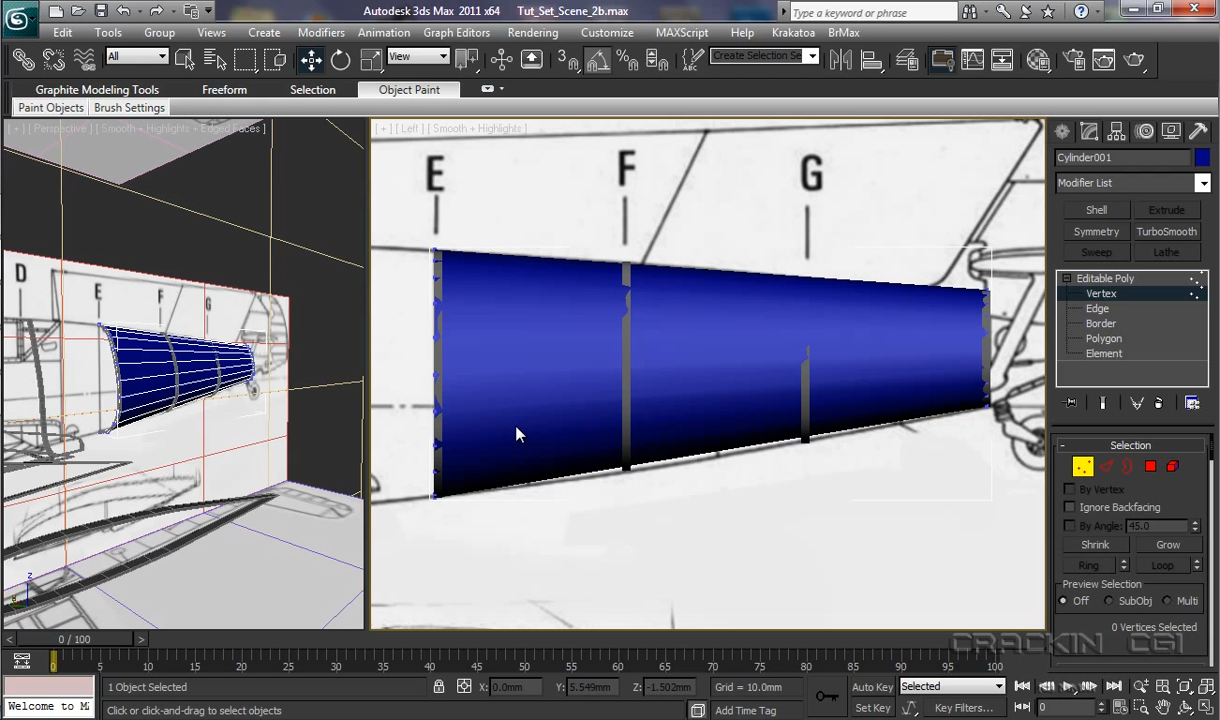 Autodesk 3ds Max 2011 x64 Tut_Set_Scene_2b.max
Type a keyword or phrase
Edit Tools Group Views Create Modifiers Animation Graph Editors Rendering Customize MAXScript Help Krakatoa BrMax
All View Create Selection Se
Graphite Modeling Tools Freeform Selection Object Paint
Paint Objects Brush Settings
[ + ] [ Perspective ] [ Smooth + Highlights + Edged Faces ]
[ + ] [ Left ] [ Smooth + Highlights ]
E F G
D E F G
Cylinder001
Modifier List
Shell Extrude
Symmetry TurboSmooth
Sweep Lathe
Editable Poly
Vertex
Edge
Border
Polygon
Element
Selection
By Vertex
Ignore Backfacing
By Angle: 45.0
Shrink Grow
Ring Loop
Preview Selection
Off SubObj Multi
0 Vertices Selected
CRACKIN CGI
z
< 0 / 100 >
0 5 10 15 20 25 30 35 40 45 50 55 60 65 70 75 80 85 90 95 100
1 Object Selected X: 0.0mm Y: 5.549mm Z: -1.502mm Grid = 10.0mm Auto Key Selected
Welcome to MA Click or click-and-drag to select objects Add Time Tag Set Key Key Filters... 0